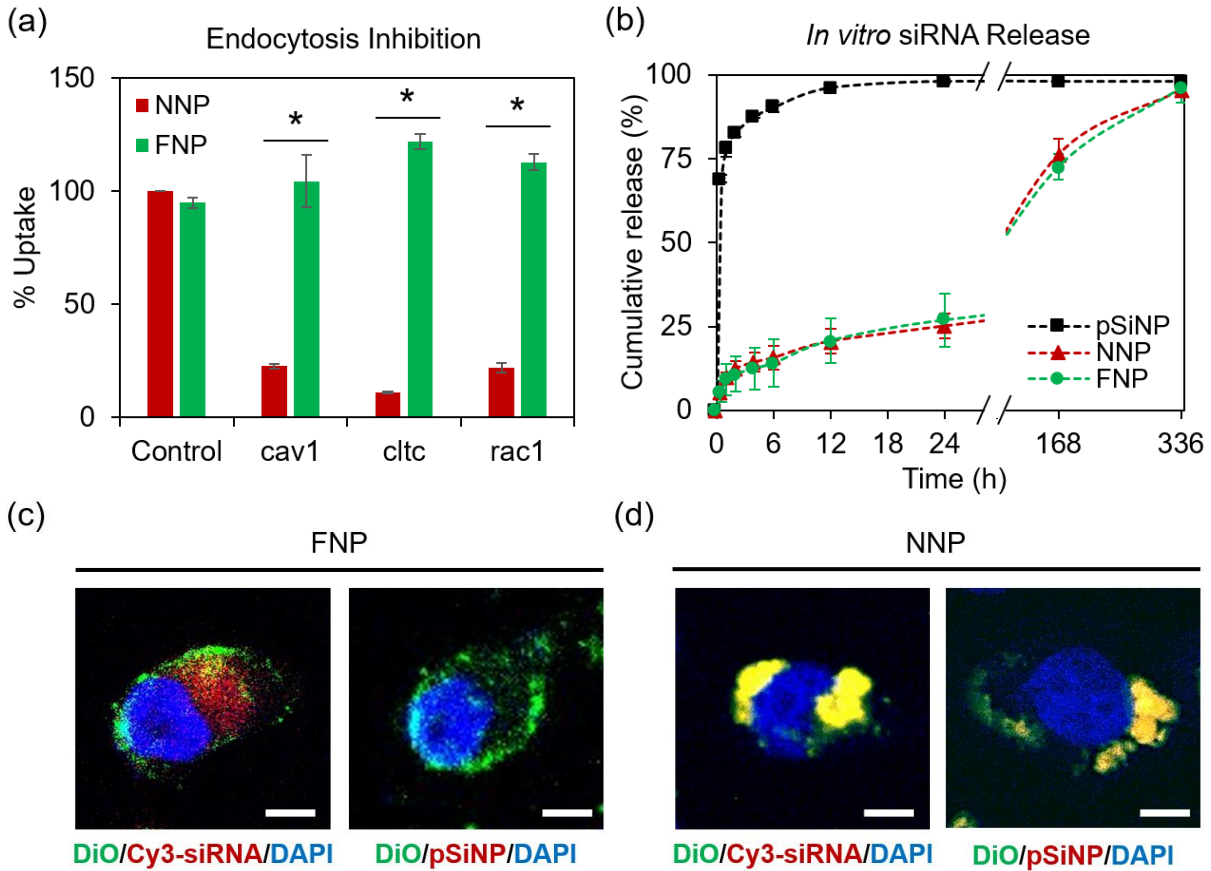 (a)
Endocytosis Inhibition
% Uptake
150
100
50
0
NNP
FNP
*
*
*
Control cav1 cltc rac1
(b)
In vitro siRNA Release
Cumulative release (%)
100
75
50
25
0
pSiNP
NNP
FNP
0 6 12 18 24 168 336
Time (h)
(c)
FNP
DiO/Cy3-siRNA/DAPI
DiO/pSiNP/DAPI
(d)
NNP
DiO/Cy3-siRNA/DAPI
DiO/pSiNP/DAPI